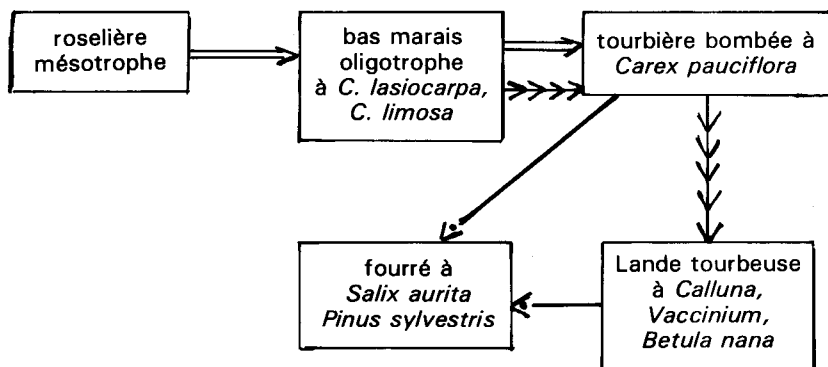 roselière
mésotrophe
bas marais
oligotrophe
à C. lasiocarpa,
C. limosa
tourbière bombée à
Carex pauciflora
fourré à
Salix aurita
Pinus sylvestris
Lande tourbeuse
à Calluna,
Vaccinium,
Betula nana